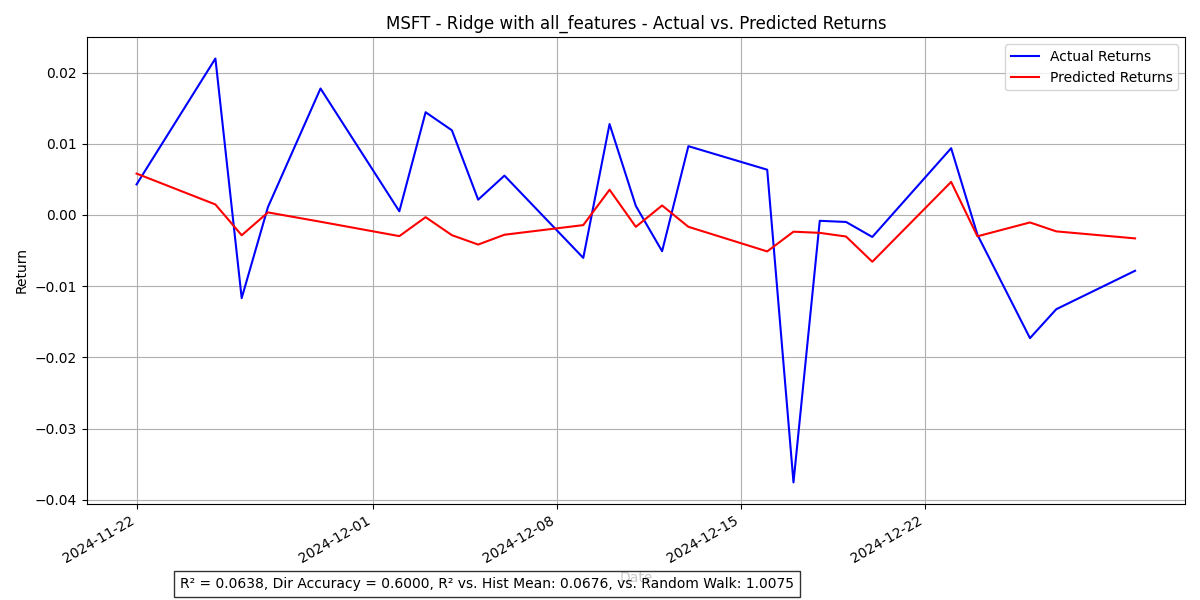 MSFT - Ridge with all_features - Actual vs. Predicted Returns
Actual Returns
Predicted Returns
Return
0.02
0.01
0.00
−0.01
−0.02
−0.03
−0.04
2024-11-22
2024-12-01
2024-12-08
2024-12-15
2024-12-22
Date
R² = 0.0638, Dir Accuracy = 0.6000, R² vs. Hist Mean: 0.0676, vs. Random Walk: 1.0075